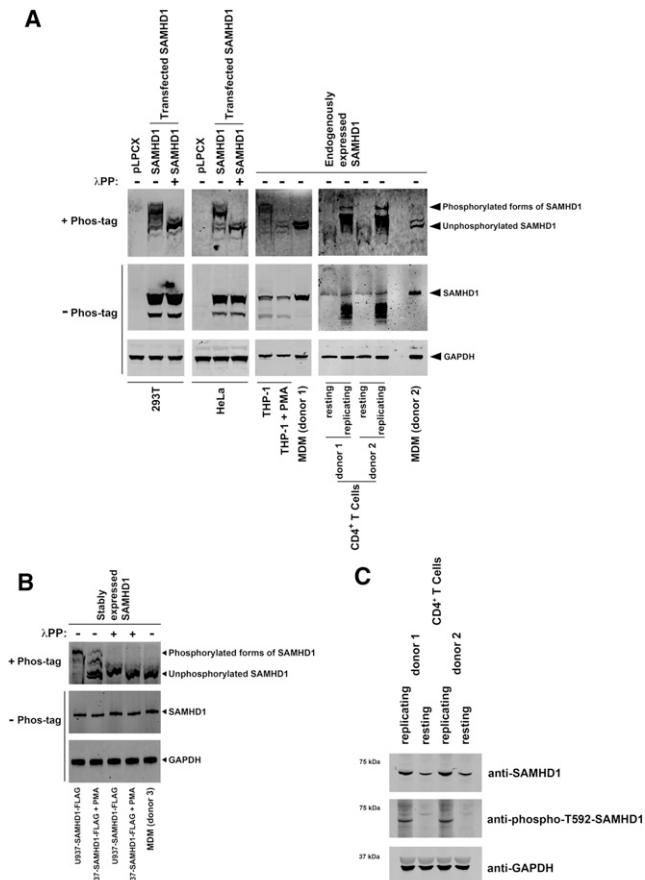 A
Transfected SAMHD1
Transfected SAMHD1
Endogenously
expressed
SAMHD1
pLPCX
SAMHD1
SAMHD1
pLPCX
SAMHD1
SAMHD1
λPP: - - + - - + - - - - - - - -
+ Phos-tag
Phosphorylated forms of SAMHD1
Unphosphorylated SAMHD1
- Phos-tag
SAMHD1
GAPDH
293T
HeLa
THP-1
THP-1 + PMA
MDM (donor 1)
resting
replicating
resting
replicating
MDM (donor 2)
donor 1
donor 2
CD4+ T Cells
B
Stably
expressed
SAMHD1
λPP: - - + + -
+ Phos-tag
Phosphorylated forms of SAMHD1
Unphosphorylated SAMHD1
- Phos-tag
SAMHD1
GAPDH
U937-SAMHD1-FLAG
37-SAMHD1-FLAG + PMA
U937-SAMHD1-FLAG
37-SAMHD1-FLAG + PMA
MDM (donor 3)
C
CD4+ T Cells
donor 1
donor 2
replicating
resting
replicating
resting
75 kDa
anti-SAMHD1
75 kDa
anti-phospho-T592-SAMHD1
37 kDa
anti-GAPDH